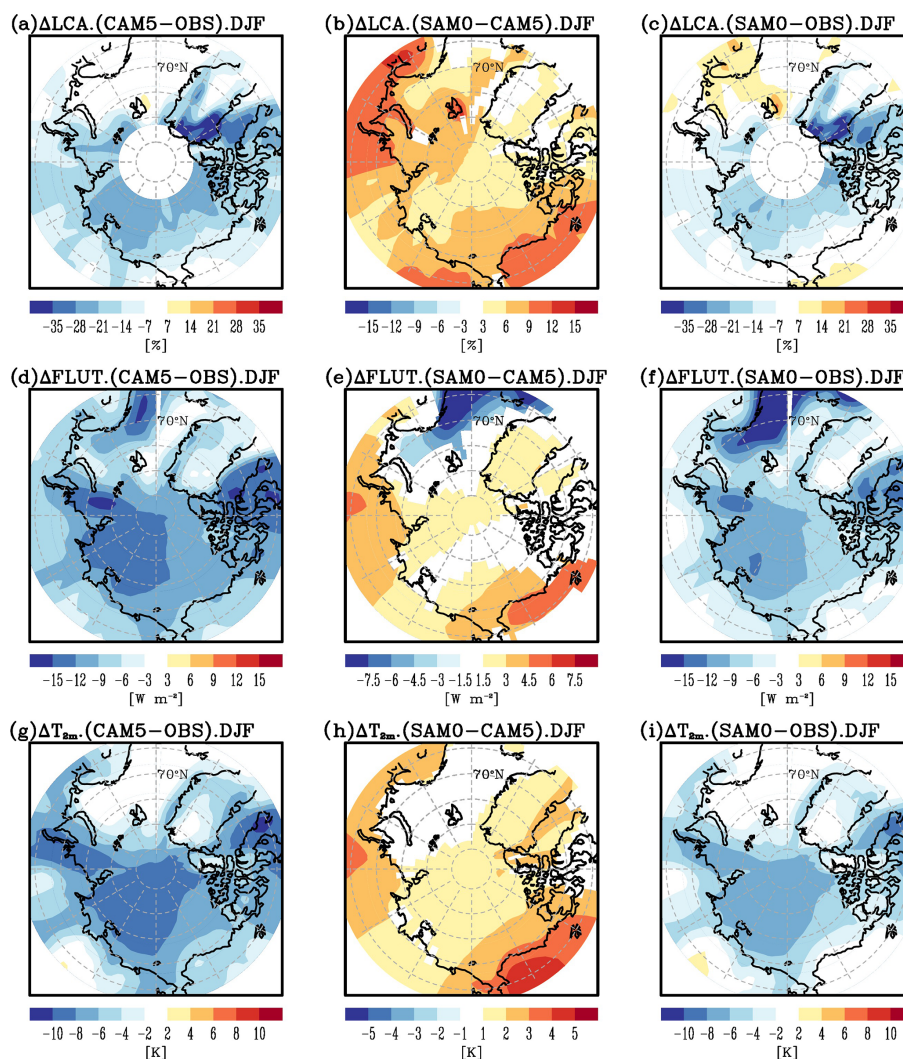 (a)ΔLCA.(CAM5-OBS).DJF
(b)ΔLCA.(SAM0-CAM5).DJF
(c)ΔLCA.(SAM0-OBS).DJF
70°N
70°N
70°N
-35 -28 -21 -14 -7 7 14 21 28 35
-15 -12 -9 -6 -3 3 6 9 12 15
-35 -28 -21 -14 -7 7 14 21 28 35
[%]
[%]
[%]
(d)ΔFLUT.(CAM5-OBS).DJF
(e)ΔFLUT.(SAM0-CAM5).DJF
(f)ΔFLUT.(SAM0-OBS).DJF
70°N
70°N
70°N
-15 -12 -9 -6 -3 3 6 9 12 15
-7.5 -6 -4.5 -3 -1.5 1.5 3 4.5 6 7.5
-15 -12 -9 -6 -3 3 6 9 12 15
[W m⁻²]
[W m⁻²]
[W m⁻²]
(g)ΔT₂ₘ.(CAM5-OBS).DJF
(h)ΔT₂ₘ.(SAM0-CAM5).DJF
(i)ΔT₂ₘ.(SAM0-OBS).DJF
70°N
70°N
70°N
-10 -8 -6 -4 -2 2 4 6 8 10
-5 -4 -3 -2 -1 1 2 3 4 5
-10 -8 -6 -4 -2 2 4 6 8 10
[K]
[K]
[K]